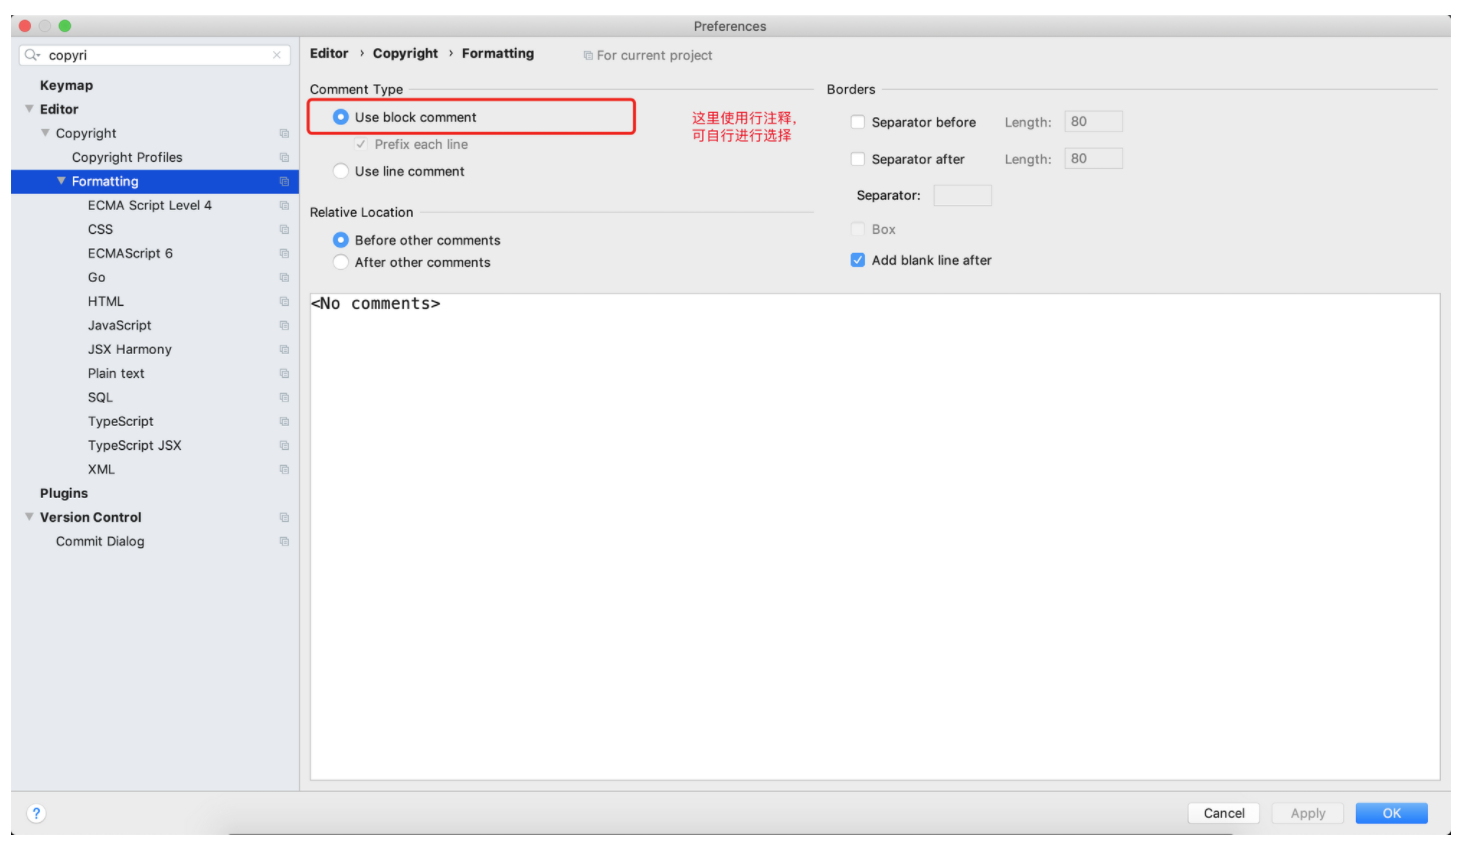 Preferences
copyri
Keymap
Editor
Copyright
Copyright Profiles
Formatting
ECMA Script Level 4
CSS
ECMAScript 6
Go
HTML
JavaScript
JSX Harmony
Plain text
SQL
TypeScript
TypeScript JSX
XML
Plugins
Version Control
Commit Dialog
Editor › Copyright › Formatting
For current project
Comment Type
Use block comment
Prefix each line
Use line comment
这里使用行注释,
可自行进行选择
Relative Location
Before other comments
After other comments
Borders
Separator before Length: 80
Separator after Length: 80
Separator:
Box
Add blank line after
<No comments>
?
Cancel Apply OK